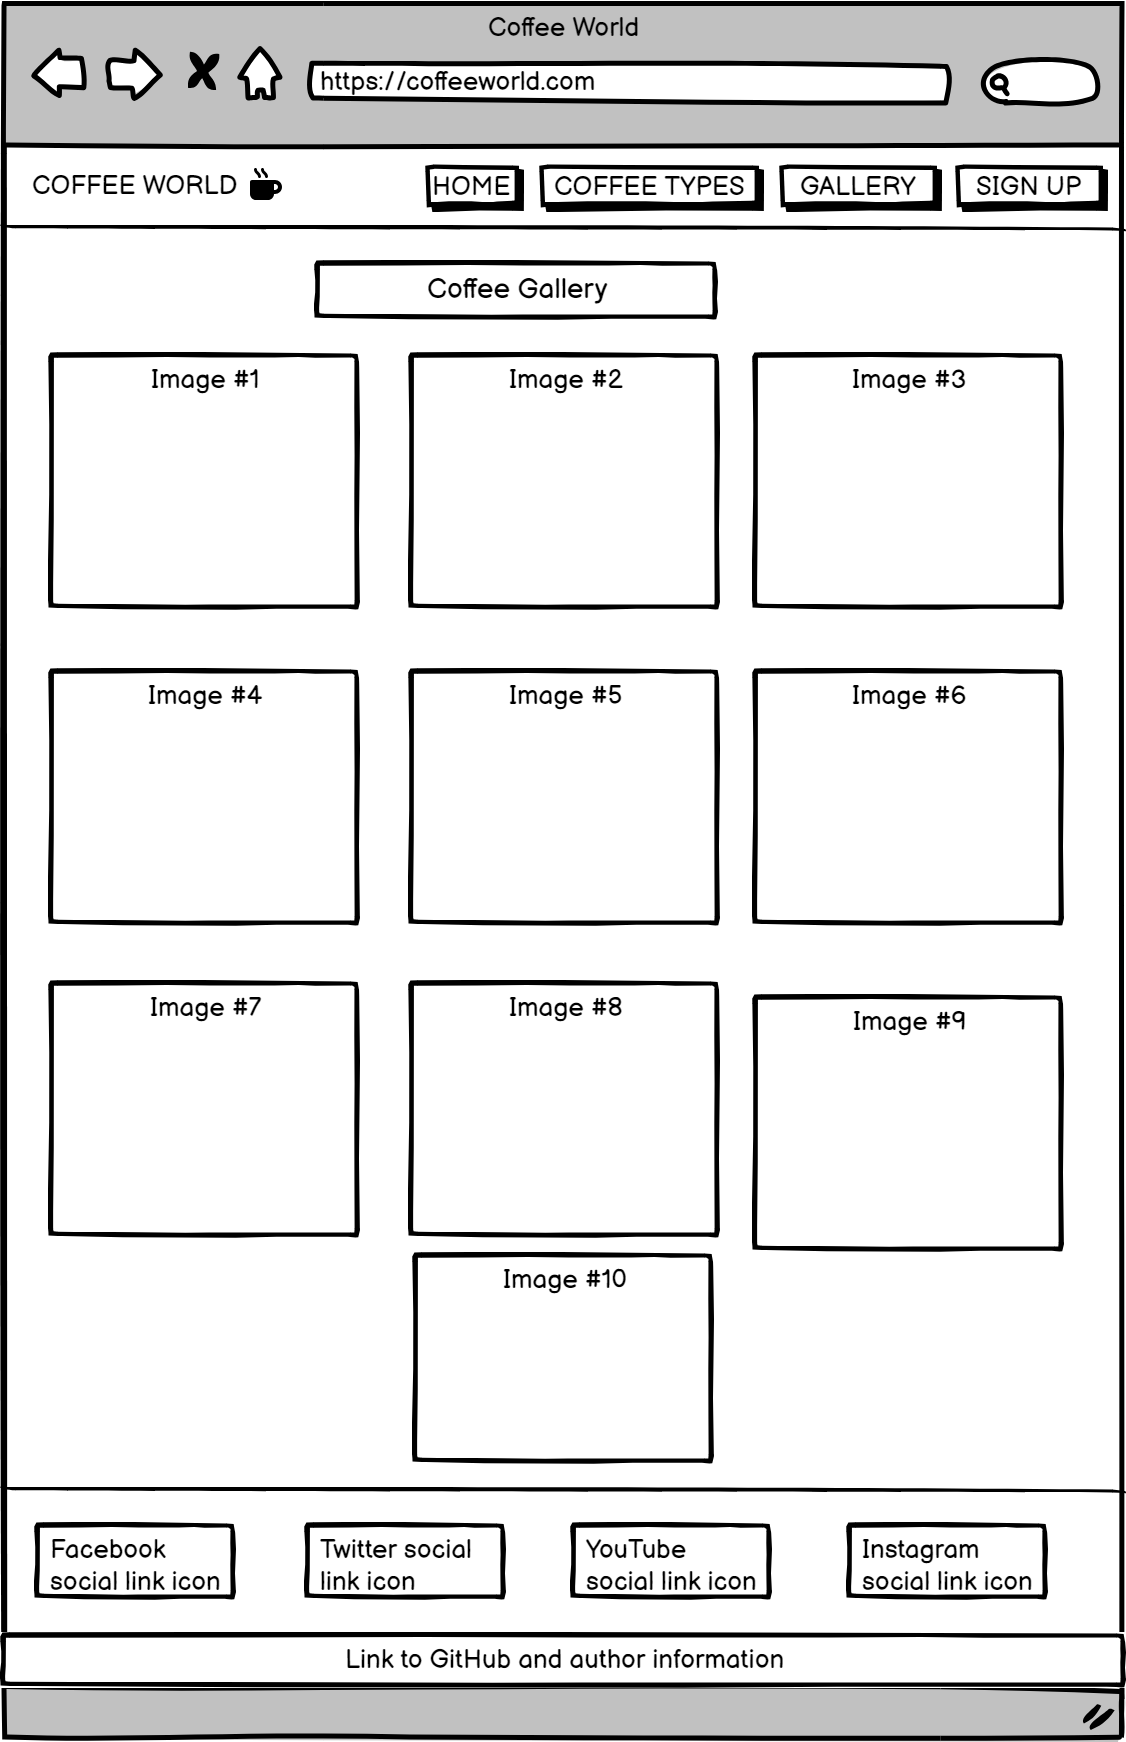 Coffee World
https://coffeeworld.com
COFFEE WORLD
HOME
COFFEE TYPES
GALLERY
SIGN UP
Coffee Gallery
Image #1
Image #2
Image #3
Image #4
Image #5
Image #6
Image #7
Image #8
Image #9
Image #10
Facebook
social link icon
Twitter social
link icon
YouTube
social link icon
Instagram
social link icon
Link to GitHub and author information